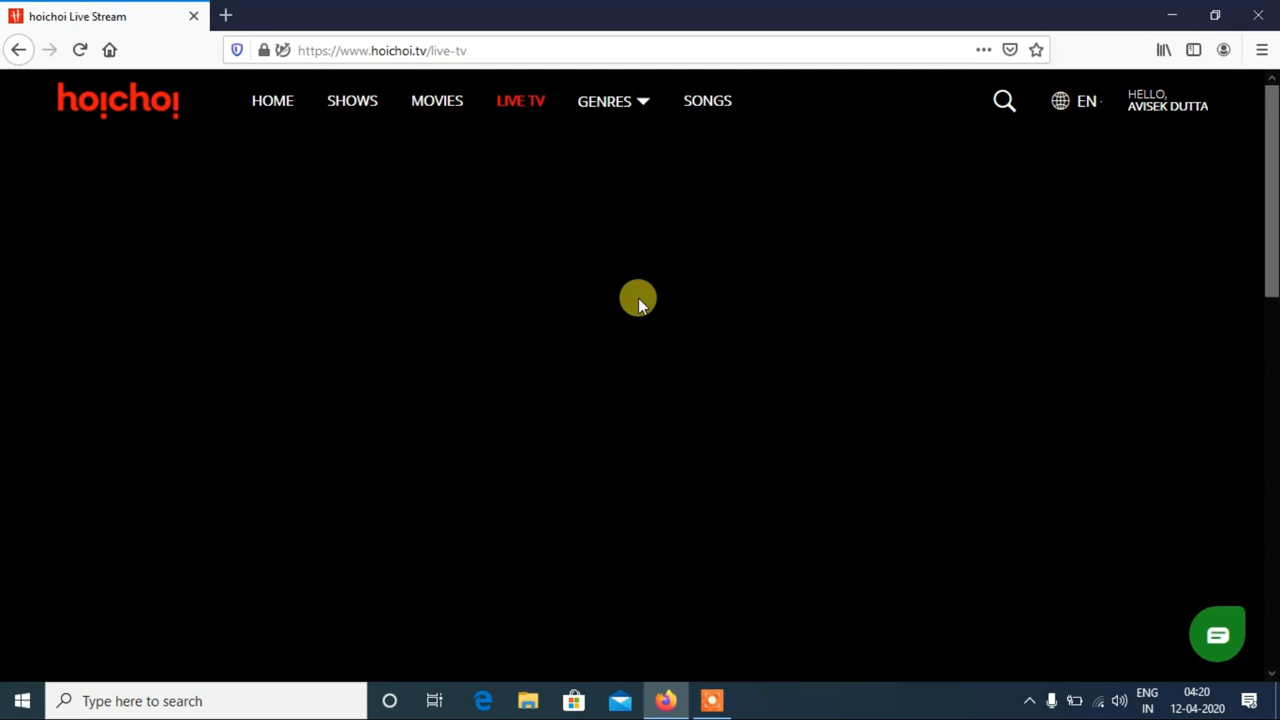 hoichoi Live Stream
https://www.hoichoi.tv/live-tv
hoichoi
HOME
SHOWS
MOVIES
LIVE TV
GENRES
SONGS
EN
HELLO,
AVISEK DUTTA
Type here to search
ENG
IN
04:20
12-04-2020